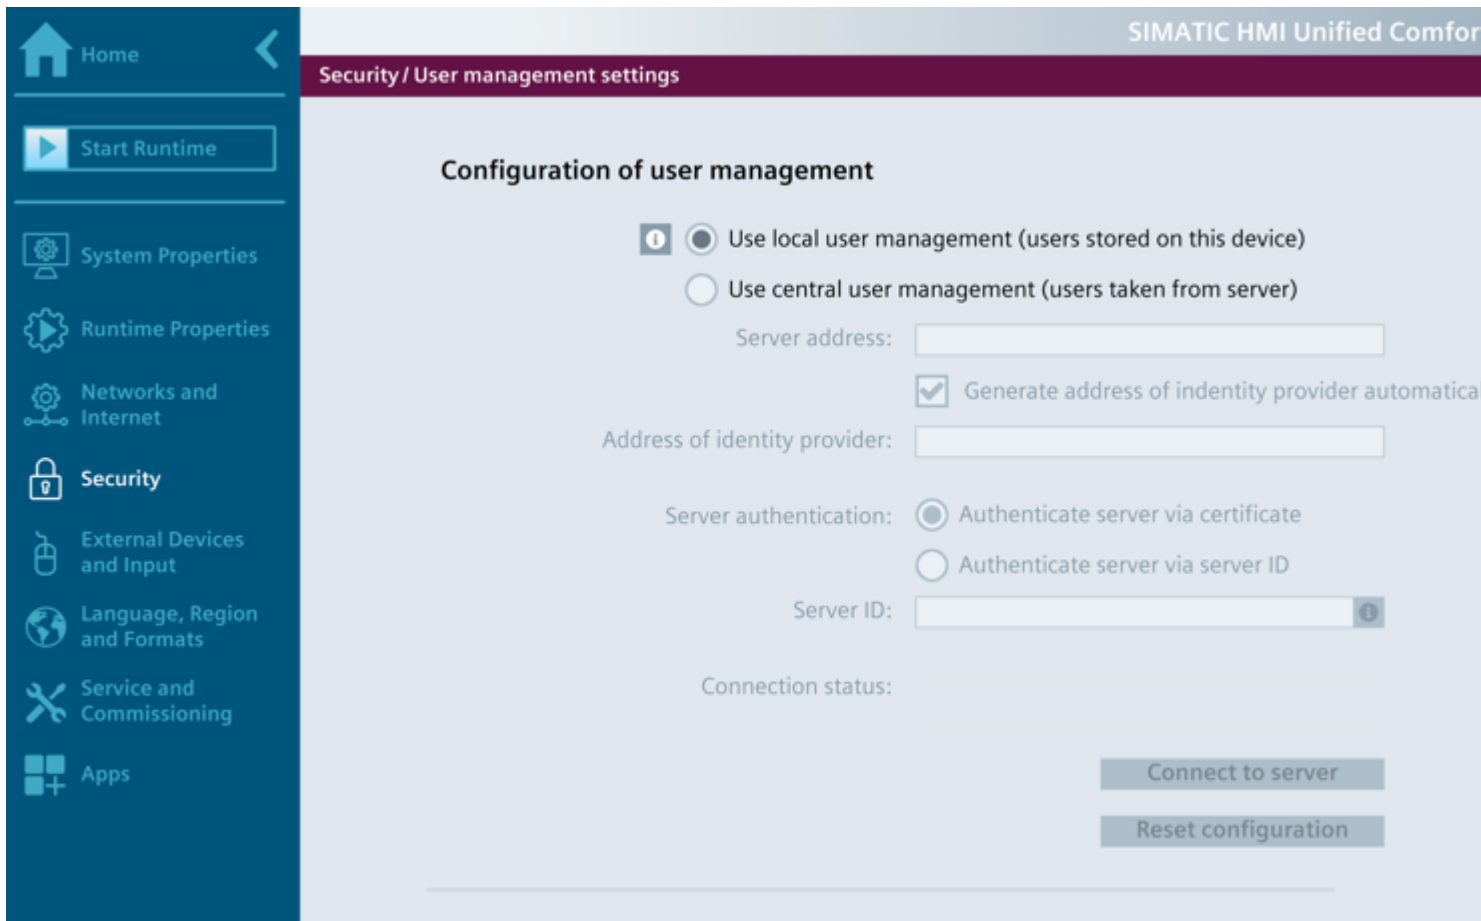 Home
SIMATIC HMI Unified Comfor
Security / User management settings
Start Runtime
System Properties
Runtime Properties
Networks and
Internet
Security
External Devices
and Input
Language, Region
and Formats
Service and
Commissioning
Apps
Configuration of user management
Use local user management (users stored on this device)
Use central user management (users taken from server)
Server address:
Generate address of indentity provider automatical
Address of identity provider:
Server authentication:
Authenticate server via certificate
Authenticate server via server ID
Server ID:
Connection status:
Connect to server
Reset configuration